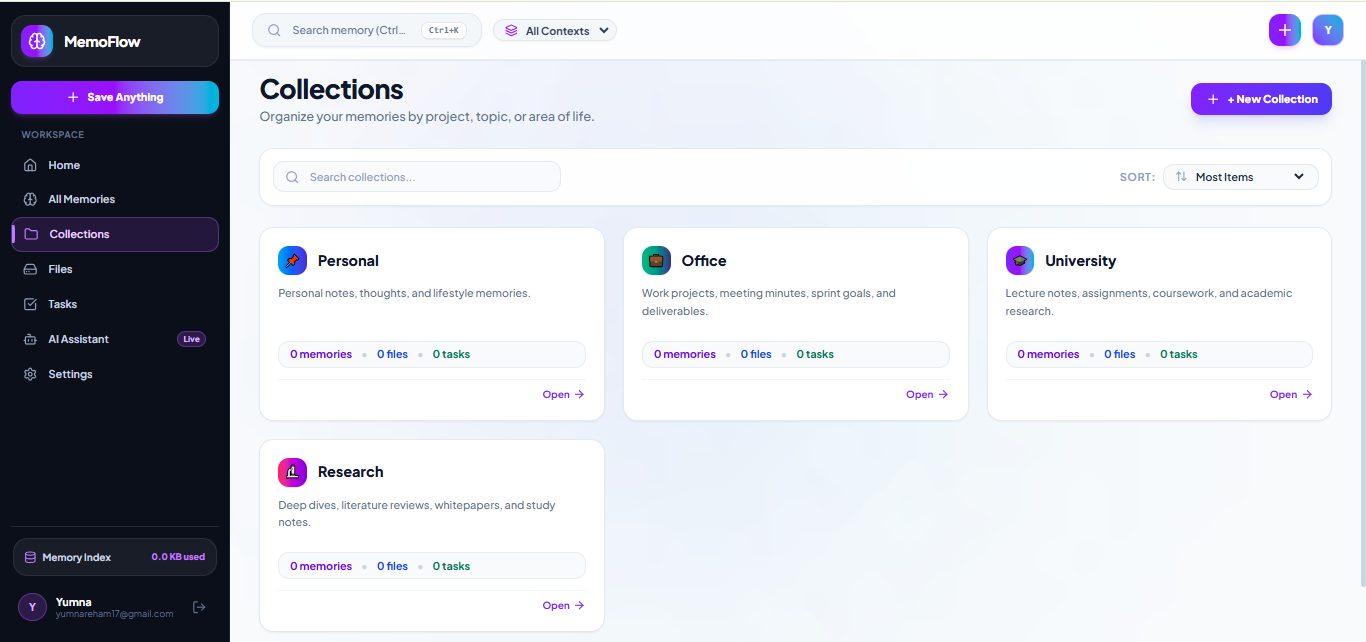 MemoFlow
Save Anything
WORKSPACE
Home
All Memories
Collections
Files
Tasks
AI Assistant
Live
Settings
Memory Index
0.0 KB used
Y
Yumna
yumnareham17@gmail.com
Search memory (Ctrl...
Ctrl+K
All Contexts
Y
Collections
Organize your memories by project, topic, or area of life.
+ New Collection
Search collections...
SORT:
Most Items
Personal
Personal notes, thoughts, and lifestyle memories.
0 memories • 0 files • 0 tasks
Open →
Office
Work projects, meeting minutes, sprint goals, and
deliverables.
0 memories • 0 files • 0 tasks
Open →
University
Lecture notes, assignments, coursework, and academic
research.
0 memories • 0 files • 0 tasks
Open →
Research
Deep dives, literature reviews, whitepapers, and study
notes.
0 memories • 0 files • 0 tasks
Open →